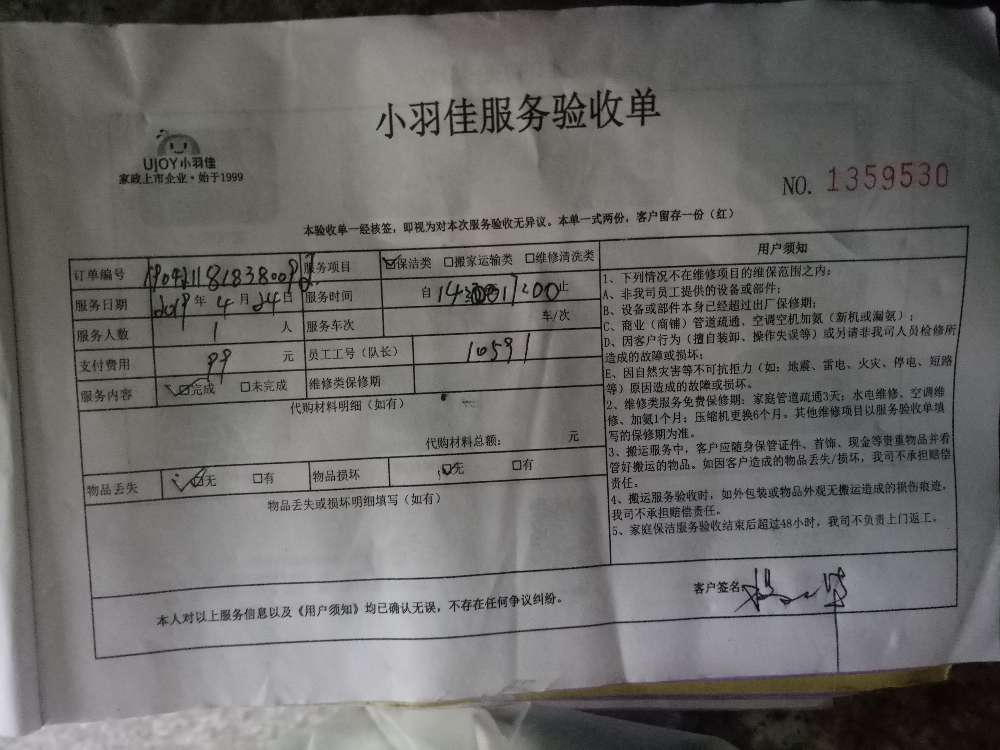 小羽佳服务验收单
UJOY小羽佳
家政上市企业·始于1999
NO. 1359530
本验收单一经核签，即视为对本次服务验收无异议。本单一式两份，客户留存一份（红）
订单编号 服务项目 ☑保洁类 □搬家运输类 □维修清洗类
服务日期 2019年 4 月 24 日 服务时间 自 14:30 17:00 止
服务人数 1 人 服务车次 车/次
支付费用 99 元 员工工号（队长） 10591
服务内容 ☑完成 □未完成 维修类保修期
代购材料明细（如有）
代购材料总额： 元
物品丢失 ☑无 □有 物品损坏 ☑无 □有
物品丢失或损坏明细填写（如有）
用户须知
1、下列情况不在维修项目的维保范围之内：
A、非我司员工提供的设备或部件；
B、设备或部件本身已经超过出厂保修期；
C、商业（商铺）管道疏通、空调空机加氨（新机或漏氨）；
D、因客户行为（擅自装卸、操作失误等）或另请非我司人员检修所
造成的故障或损坏；
E、因自然灾害等不可抗拒力（如：地震、雷电、火灾、停电、短路
等）原因造成的故障或损坏。
2、维修类服务免费保修期：家庭管道疏通3天；水电维修、空调维
修、加氨1个月；压缩机更换6个月。其他维修项目以服务验收单填
写的保修期为准。
3、搬运服务中，客户应随身保管证件、首饰、现金等贵重物品并看
管好搬运的物品。如因客户造成的物品丢失/损坏，我司不承担赔偿
责任。
4、搬运服务验收时，如外包装或物品外观无搬运造成的损伤痕迹，
我司不承担赔偿责任。
5、家庭保洁服务验收结束后超过48小时，我司不负责上门返工。
客户签名
本人对以上服务信息以及《用户须知》均已确认无误，不存在任何争议纠纷。